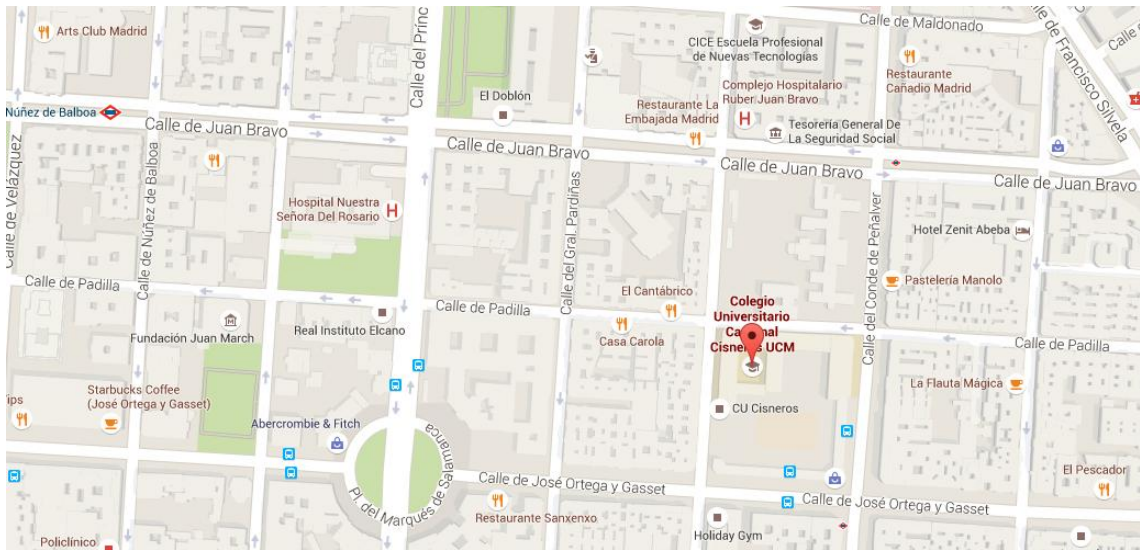 Arts Club Madrid
Calle del Prínc
CICE Escuela Profesional
de Nuevas Tecnologías
Calle de Maldonado
Calle de Francisco Silvela
Calle
Restaurante
Cañadio Madrid
Complejo Hospitalario
Ruber Juan Bravo
El Doblón
Restaurante La
Embajada Madrid
Núñez de Balboa
Tesorería General De
La Seguridad Social
Calle de Juan Bravo
Calle de Juan Bravo
Calle de Juan Bravo
Calle de Juan Bravo
Calle de Velázquez
Calle de Núñez de Balboa
Hospital Nuestra
Señora Del Rosario
Calle del Gral. Pardiñas
Calle del Conde de Peñalver
Hotel Zenit Abeba
Pastelería Manolo
Calle de Padilla
El Cantábrico
Calle de Padilla
Colegio
Universitario
Cisneros UCM
Real Instituto Elcano
Fundación Juan March
Casa Carola
Calle de Padilla
Starbucks Coffee
(José Ortega y Gasset)
La Flauta Mágica
ips
CU Cisneros
Abercrombie & Fitch
Pl. del Marqués de Salamanca
Calle de José Ortega y Gasset
El Pescador
Calle de José Ortega y Gasset
Restaurante Sanxenxo
Holiday Gym
Policlínico